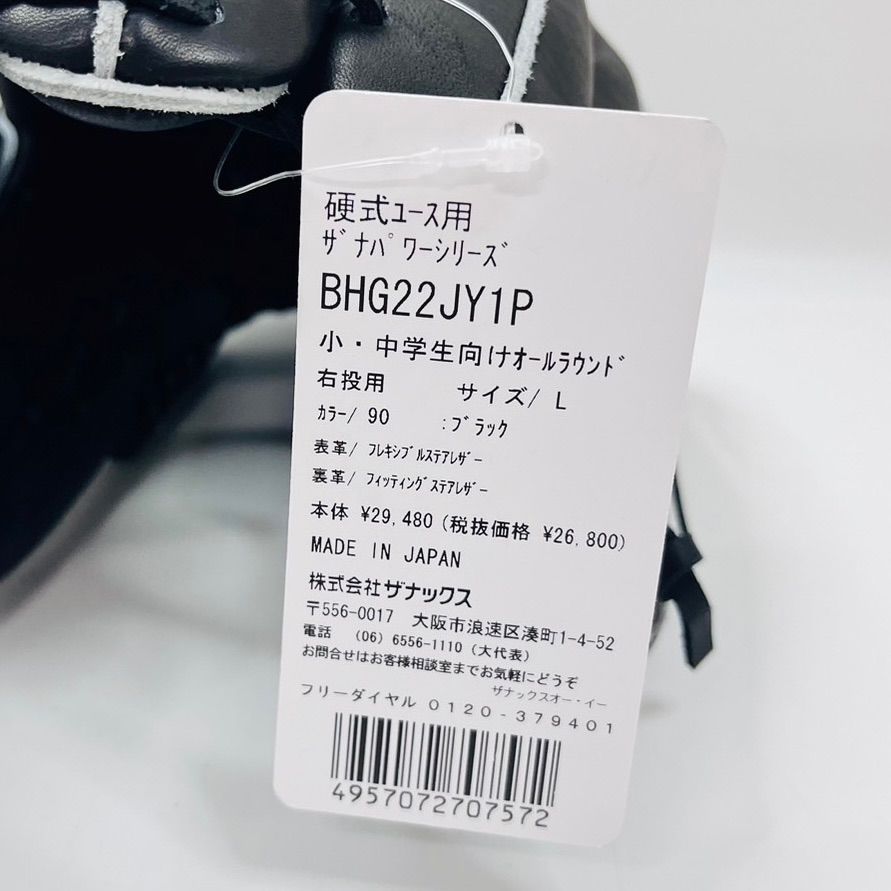 硬式ﾕｰｽ用
ｻﾞﾅﾊﾟﾜｰｼﾘｰｽﾞ
BHG22JY1P
小・中学生向けｵｰﾙﾗｳﾝﾄﾞ
右投用 サイズ/ L
ｶﾗｰ/ 90 :ﾌﾞﾗｯｸ
表革/ ﾌﾚｷｼﾌﾞﾙｽﾃｱﾚｻﾞｰ
裏革/ ﾌｨｯﾃｨﾝｸﾞｽﾃｱﾚｻﾞｰ
本体 ¥29,480(税抜価格 ¥26,800)
MADE IN JAPAN
株式会社ザナックス
〒556-0017 大阪市浪速区湊町1-4-52
電話 (06) 6556-1110(大代表)
お問合せはお客様相談室までお気軽にどうぞ
ザナックスオー・イー
フリーダイヤル 0120-379401
4957072707572